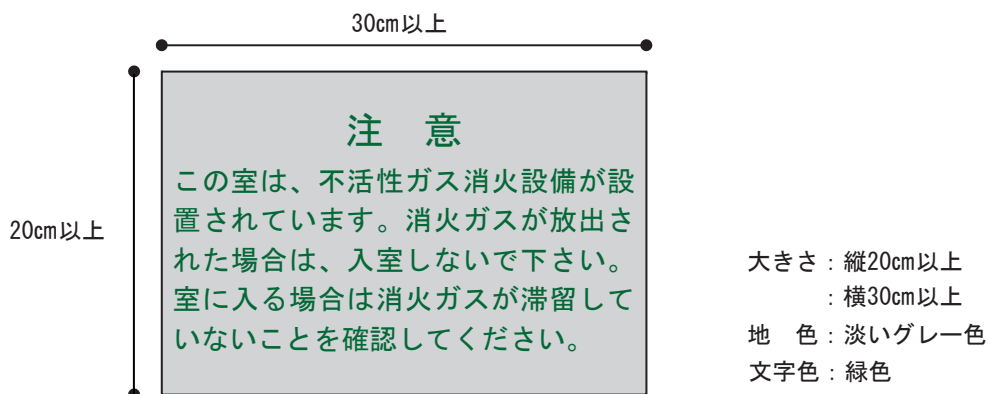 30cm以上
20cm以上
注　意
この室は、不活性ガス消火設備が設
置されています。消火ガスが放出さ
れた場合は、入室しないで下さい。
室に入る場合は消火ガスが滞留して
いないことを確認してください。
大きさ：縦20cm以上
：横30cm以上
地　色：淡いグレー色
文字色：緑色